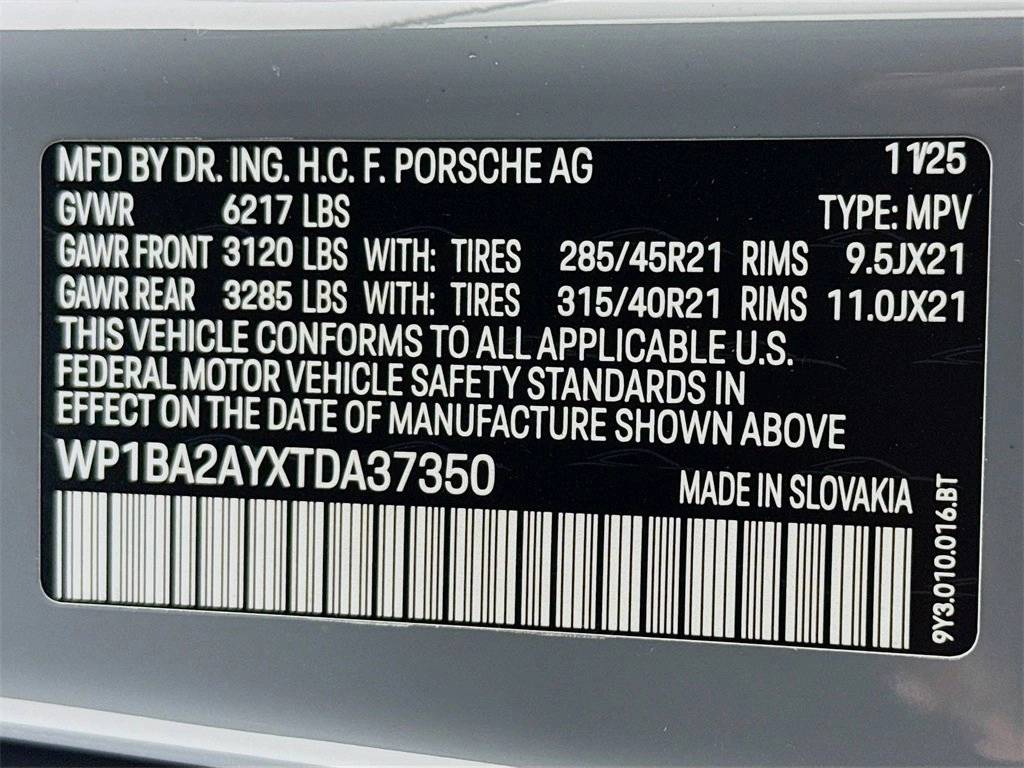 MFD BY DR. ING. H.C. F. PORSCHE AG 11/25
GVWR 6217 LBS TYPE: MPV
GAWR FRONT 3120 LBS WITH: TIRES 285/45R21 RIMS 9.5JX21
GAWR REAR 3285 LBS WITH: TIRES 315/40R21 RIMS 11.0JX21
THIS VEHICLE CONFORMS TO ALL APPLICABLE U.S.
FEDERAL MOTOR VEHICLE SAFETY STANDARDS IN
EFFECT ON THE DATE OF MANUFACTURE SHOWN ABOVE
WP1BA2AYXTDA37350
MADE IN SLOVAKIA
9Y3.010.016.BT